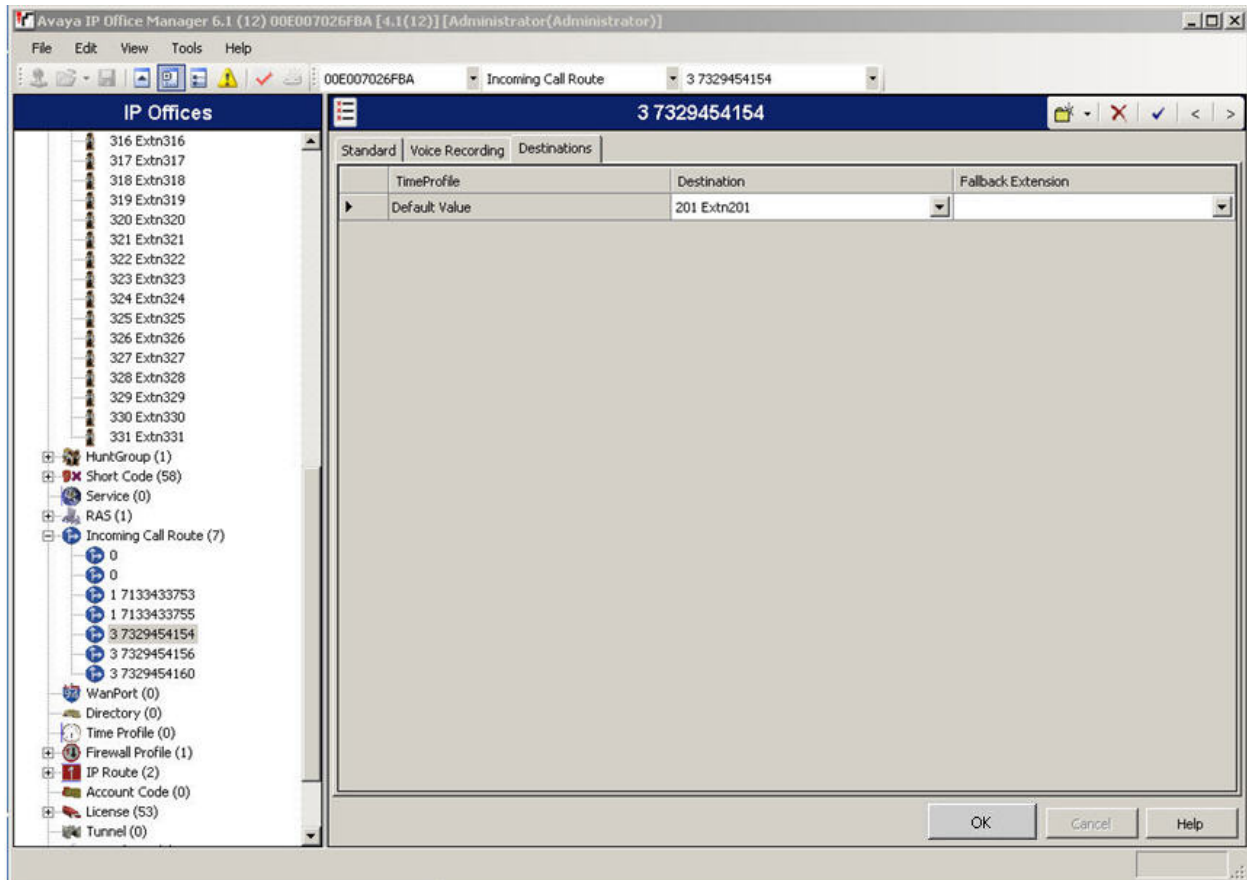 Avaya IP Office Manager 6.1 (12) 00E007026FBA [4.1(12)] [Administrator(Administrator)]
File Edit View Tools Help
00E007026FBA Incoming Call Route 3 7329454154
IP Offices
3 7329454154
316 Extn316
317 Extn317
318 Extn318
319 Extn319
320 Extn320
321 Extn321
322 Extn322
323 Extn323
324 Extn324
325 Extn325
326 Extn326
327 Extn327
328 Extn328
329 Extn329
330 Extn330
331 Extn331
HuntGroup (1)
Short Code (58)
Service (0)
RAS (1)
Incoming Call Route (7)
0
0
1 7133433753
1 7133433755
3 7329454154
3 7329454156
3 7329454160
WanPort (0)
Directory (0)
Time Profile (0)
Firewall Profile (1)
IP Route (2)
Account Code (0)
License (53)
Tunnel (0)
Standard Voice Recording Destinations
TimeProfile Destination Fallback Extension
Default Value 201 Extn201
OK Cancel Help